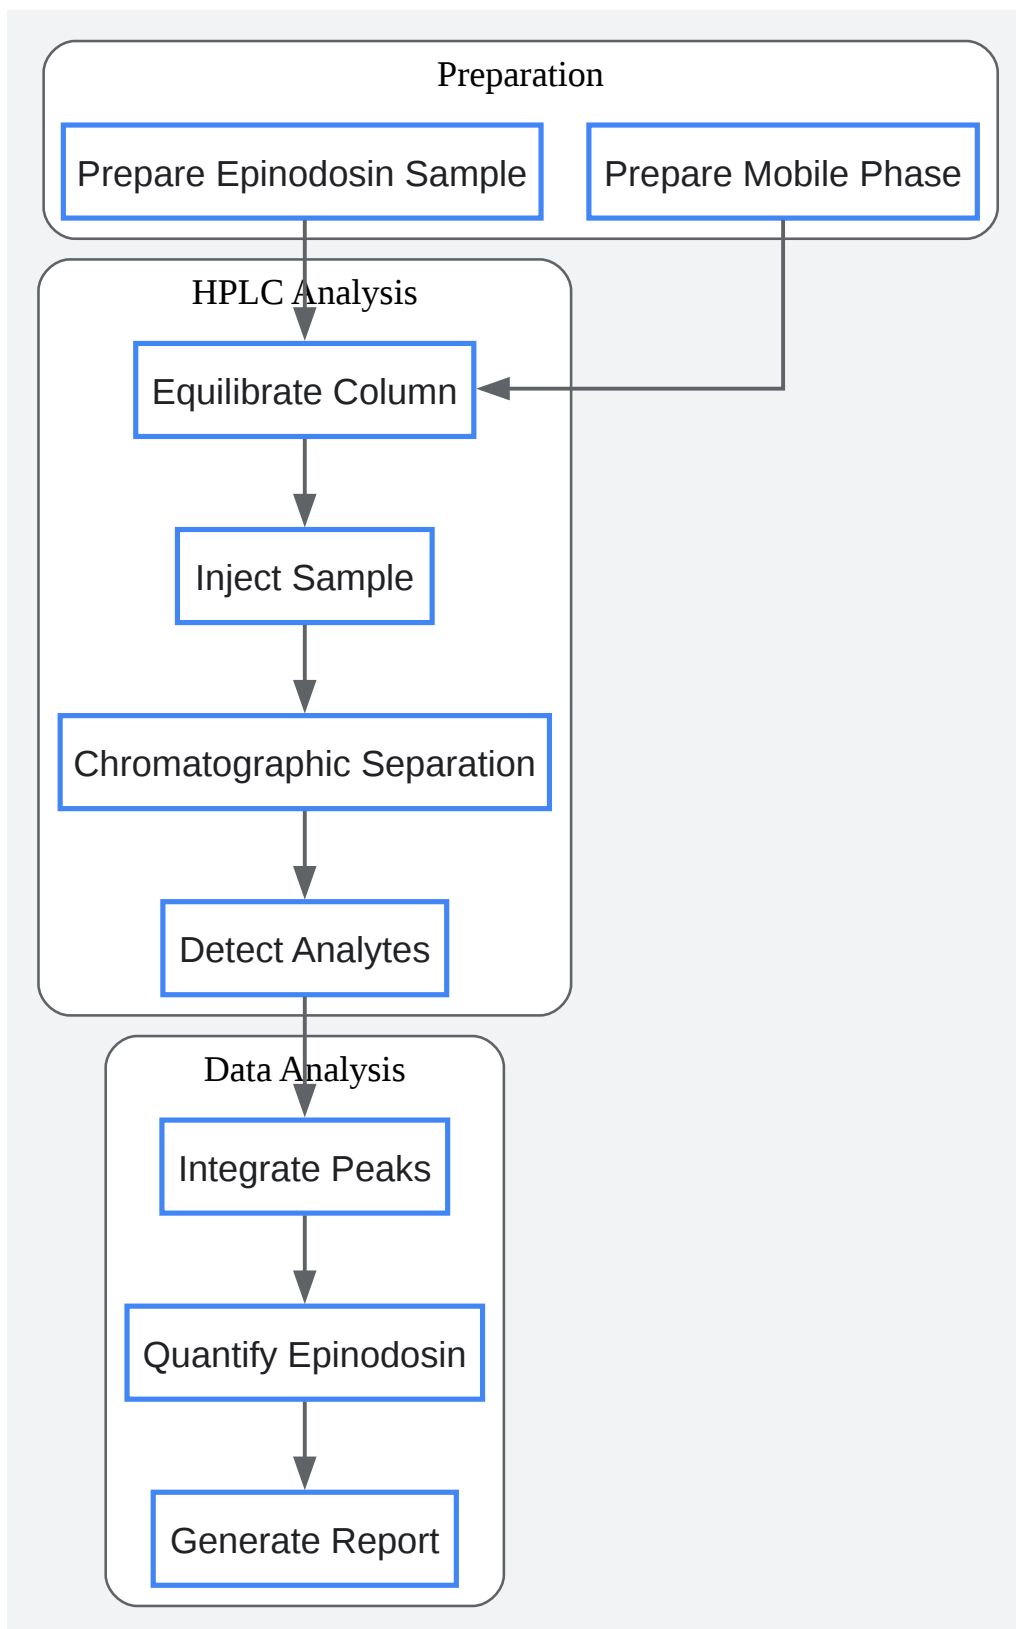 Preparation
Prepare Epinodosin Sample
Prepare Mobile Phase
HPLC Analysis
Equilibrate Column
Inject Sample
Chromatographic Separation
Detect Analytes
Data Analysis
Integrate Peaks
Quantify Epinodosin
Generate Report